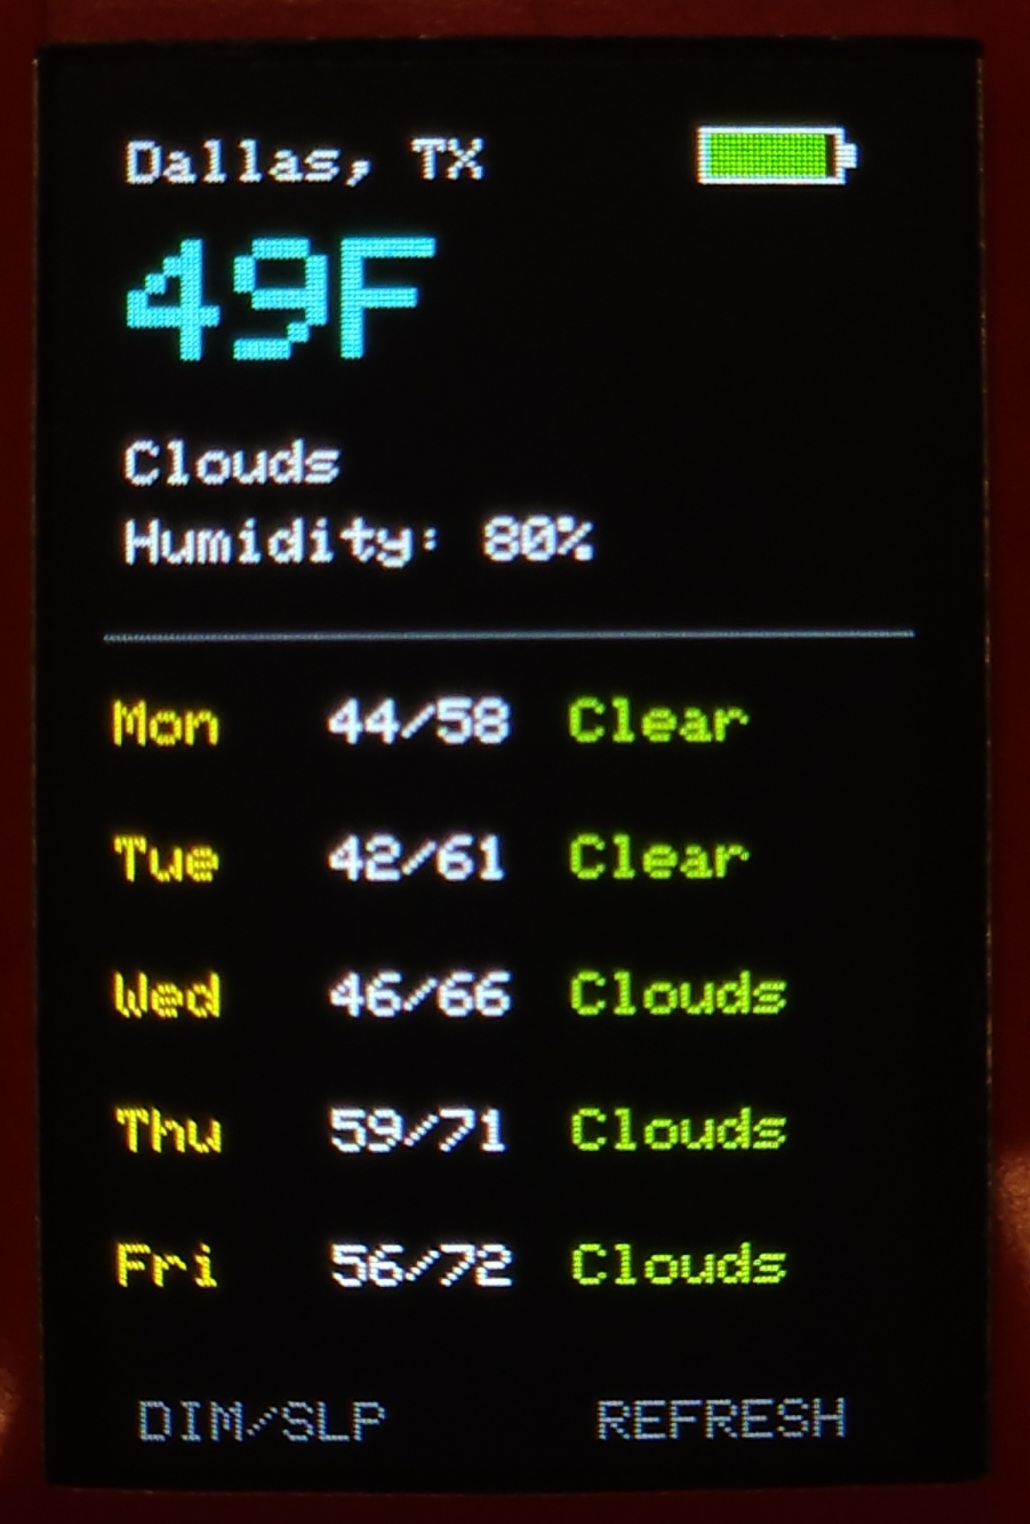 Dallas, TX
49F
Clouds
Humidity: 80%
Mon 44/58 Clear
Tue 42/61 Clear
Wed 46/66 Clouds
Thu 59/71 Clouds
Fri 56/72 Clouds
DIM/SLP REFRESH